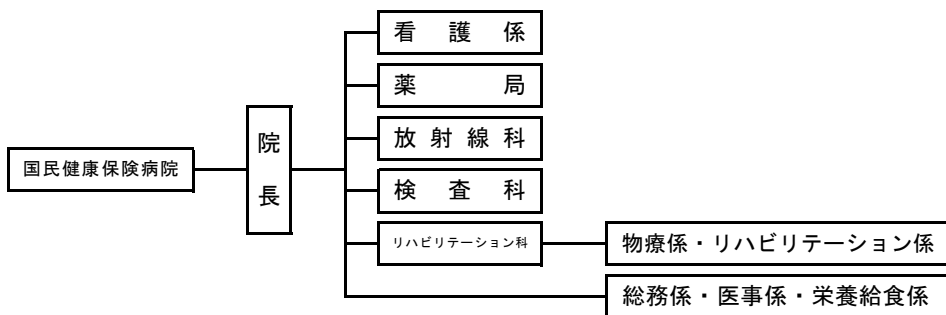 国民健康保険病院
院長
看護係
薬局
放射線科
検査科
リハビリテーション科
物療係・リハビリテーション係
総務係・医事係・栄養給食係